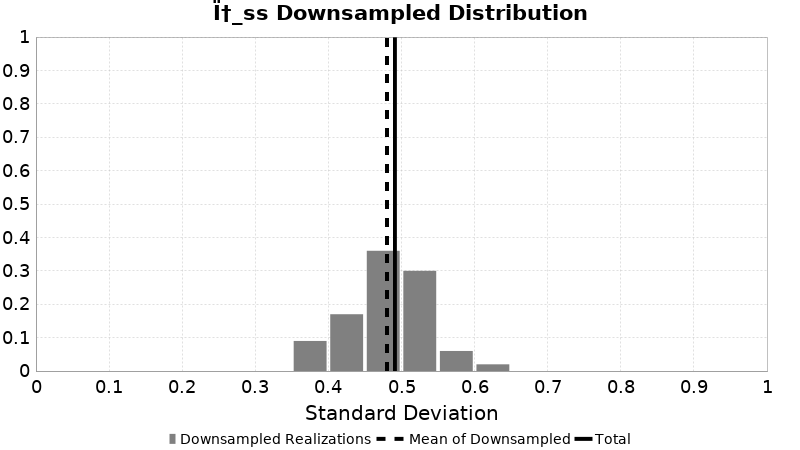 Ï†_ss Downsampled Distribution
1
0.9
0.8
0.7
0.6
0.5
0.4
0.3
0.2
0.1
0
0 0.1 0.2 0.3 0.4 0.5 0.6 0.7 0.8 0.9 1
Standard Deviation
Downsampled Realizations Mean of Downsampled Total